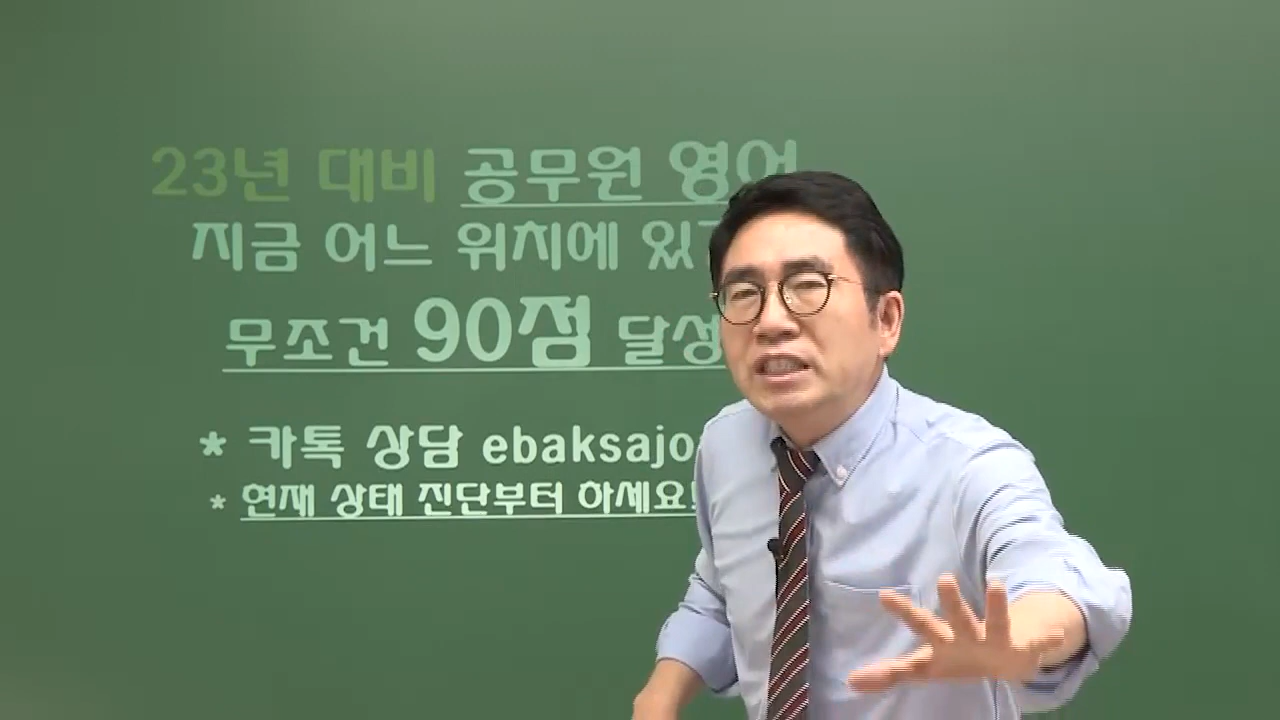 23년 대비 공무원 영어
지금 어느 위치에 있
무조건 90점 달성
* 카톡 상담 ebaksajo
* 현재 상태 진단부터 하세요!